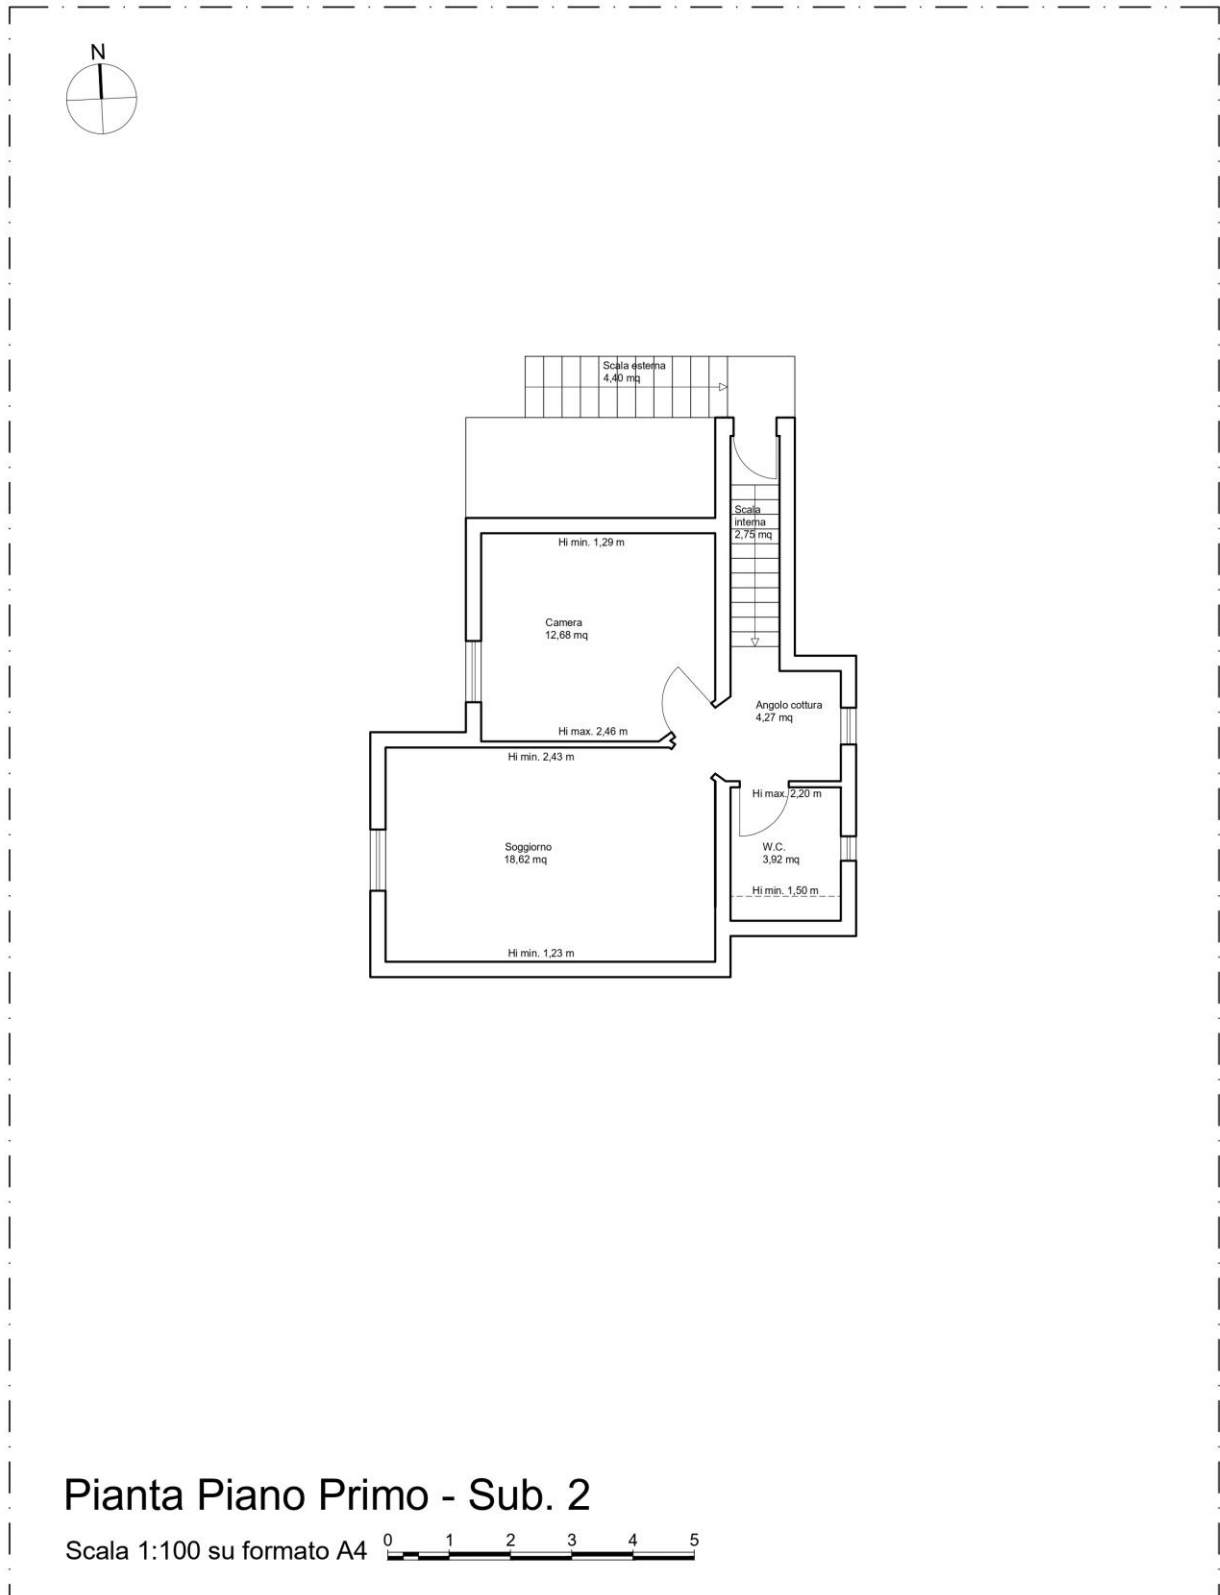 N
Scala esterna
4,40 mq
Scala
interna
2,75 mq
Hi min. 1,29 m
Camera
12,68 mq
Angolo cottura
4,27 mq
Hi max. 2,46 m
Hi min. 2,43 m
Hi max. 2,20 m
Soggiorno
18,62 mq
W.C.
3,92 mq
Hi min. 1,50 m
Hi min. 1,23 m
Pianta Piano Primo - Sub. 2
Scala 1:100 su formato A4
0 1 2 3 4 5